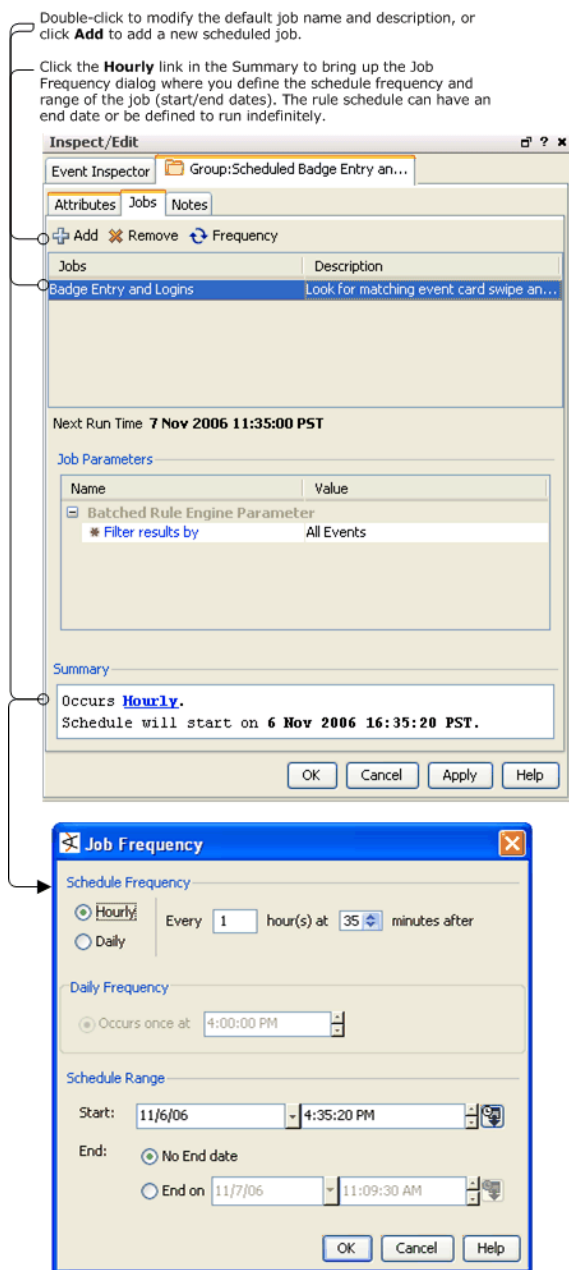 Double-click to modify the default job name and description, or
click Add to add a new scheduled job.
Click the Hourly link in the Summary to bring up the Job
Frequency dialog where you define the schedule frequency and
range of the job (start/end dates). The rule schedule can have an
end date or be defined to run indefinitely.
Inspect/Edit
Event Inspector Group:Scheduled Badge Entry an...
Attributes Jobs Notes
Add Remove Frequency
Jobs Description
Badge Entry and Logins Look for matching event card swipe an...
Next Run Time 7 Nov 2006 11:35:00 PST
Job Parameters
Name Value
Batched Rule Engine Parameter
Filter results by All Events
Summary
Occurs Hourly.
Schedule will start on 6 Nov 2006 16:35:20 PST.
OK Cancel Apply Help
Job Frequency
Schedule Frequency
Hourly Every 1 hour(s) at 35 minutes after
Daily
Daily Frequency
Occurs once at 4:00:00 PM
Schedule Range
Start: 11/6/06 4:35:20 PM
End: No End date
End on 11/7/06 11:09:30 AM
OK Cancel Help